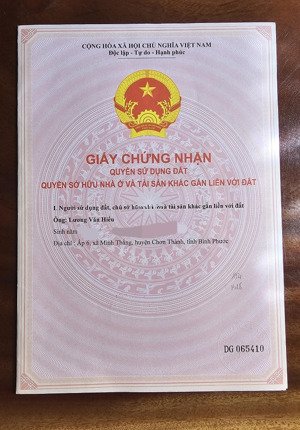 CỘNG HÒA XÃ HỘI CHỦ NGHĨA VIỆT NAM
Độc lập - Tự do - Hạnh phúc
GIẤY CHỨNG NHẬN
QUYỀN SỬ DỤNG ĐẤT
QUYỀN SỞ HỮU NHÀ Ở VÀ TÀI SẢN KHÁC GẮN LIỀN VỚI ĐẤT
I. Người sử dụng đất, chủ sở hữu nhà ở và tài sản khác gắn liền với đất
Ông: Lương Văn Hiếu
Sinh năm
Địa chỉ : Ấp 6, xã Minh Thắng, huyện Chơn Thành, tỉnh Bình Phước
DG 065410